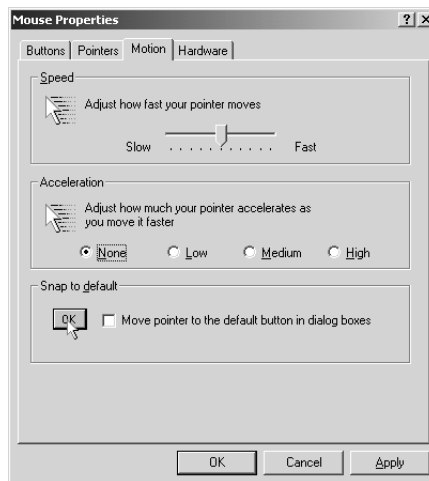 Mouse Properties
Buttons Pointers Motion Hardware
Speed
Adjust how fast your pointer moves
Slow Fast
Acceleration
Adjust how much your pointer accelerates as
you move it faster
None Low Medium High
Snap to default
OK Move pointer to the default button in dialog boxes
OK Cancel Apply